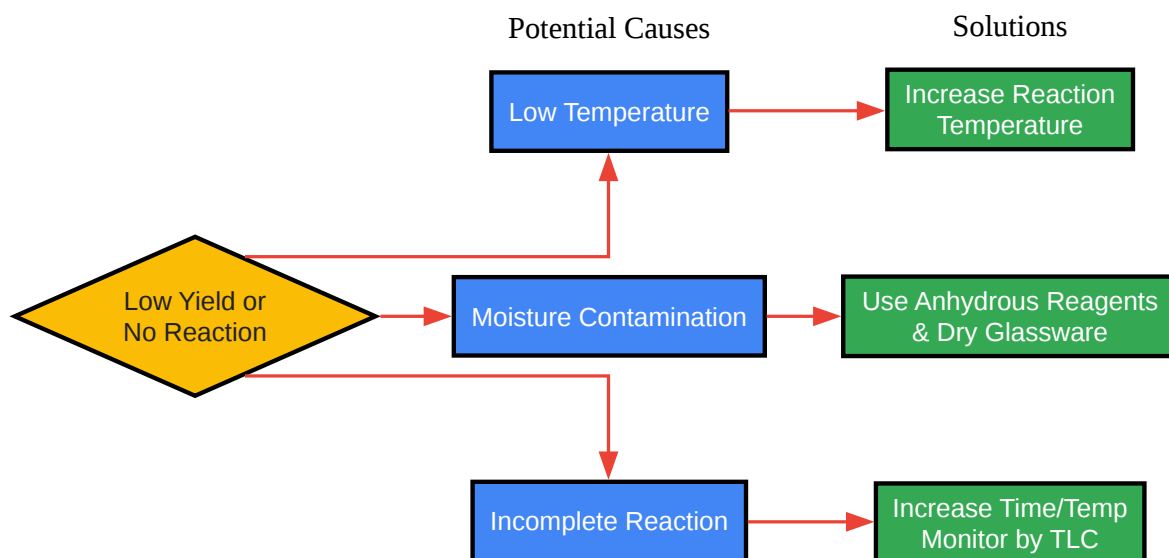 Potential Causes
Solutions
Low Temperature
Increase Reaction
Temperature
Low Yield or
No Reaction
Moisture Contamination
Use Anhydrous Reagents
& Dry Glassware
Incomplete Reaction
Increase Time/Temp
Monitor by TLC